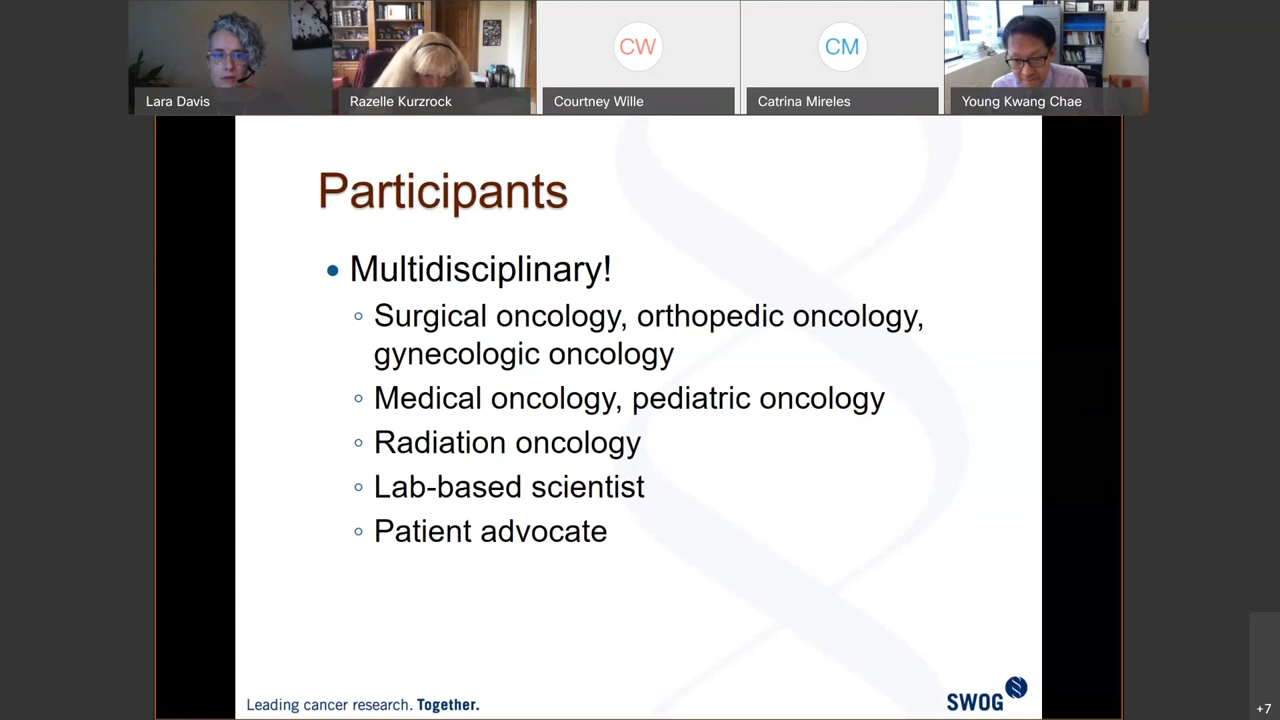 Lara Davis
Razelle Kurzrock
CW
Courtney Wille
CM
Catrina Mireles
Young Kwang Chae
Participants
• Multidisciplinary!
◦ Surgical oncology, orthopedic oncology,
gynecologic oncology
◦ Medical oncology, pediatric oncology
◦ Radiation oncology
◦ Lab-based scientist
◦ Patient advocate
Leading cancer research. Together.
SWOG
+7